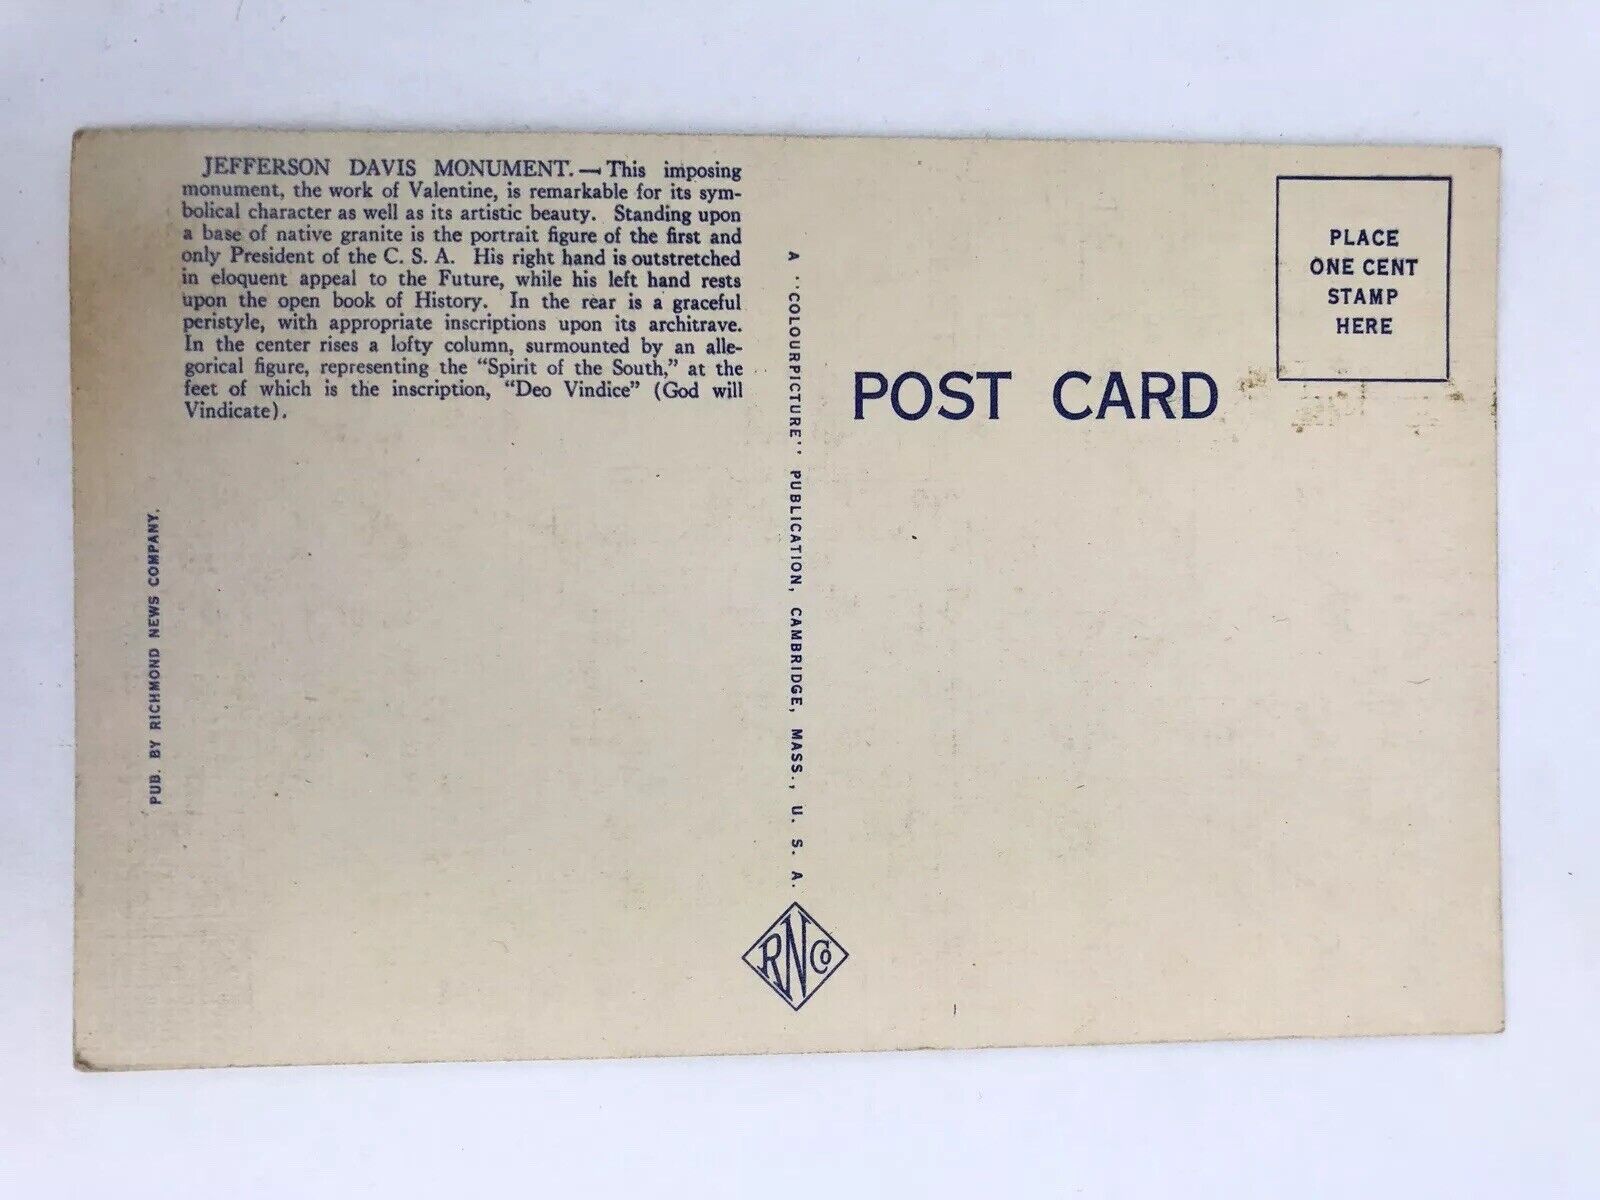 JEFFERSON DAVIS MONUMENT.—This imposing
monument, the work of Valentine, is remarkable for its sym-
bolical character as well as its artistic beauty. Standing upon
a base of native granite is the portrait figure of the first and
only President of the C. S. A. His right hand is outstretched
in eloquent appeal to the Future, while his left hand rests
upon the open book of History. In the rear is a graceful
peristyle, with appropriate inscriptions upon its architrave.
In the center rises a lofty column, surmounted by an alle-
gorical figure, representing the "Spirit of the South," at the
feet of which is the inscription, "Deo Vindice" (God will
Vindicate).
PUB. BY RICHMOND NEWS COMPANY.
A "COLOURPICTURE" PUBLICATION, CAMBRIDGE, MASS., U. S. A.
RNCo
POST CARD
PLACE
ONE CENT
STAMP
HERE